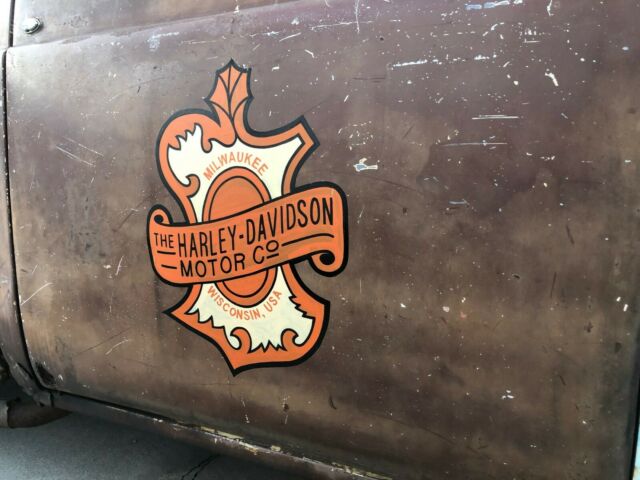 MILWAUKEE
THE HARLEY-DAVIDSON
MOTOR CO
WISCONSIN, USA